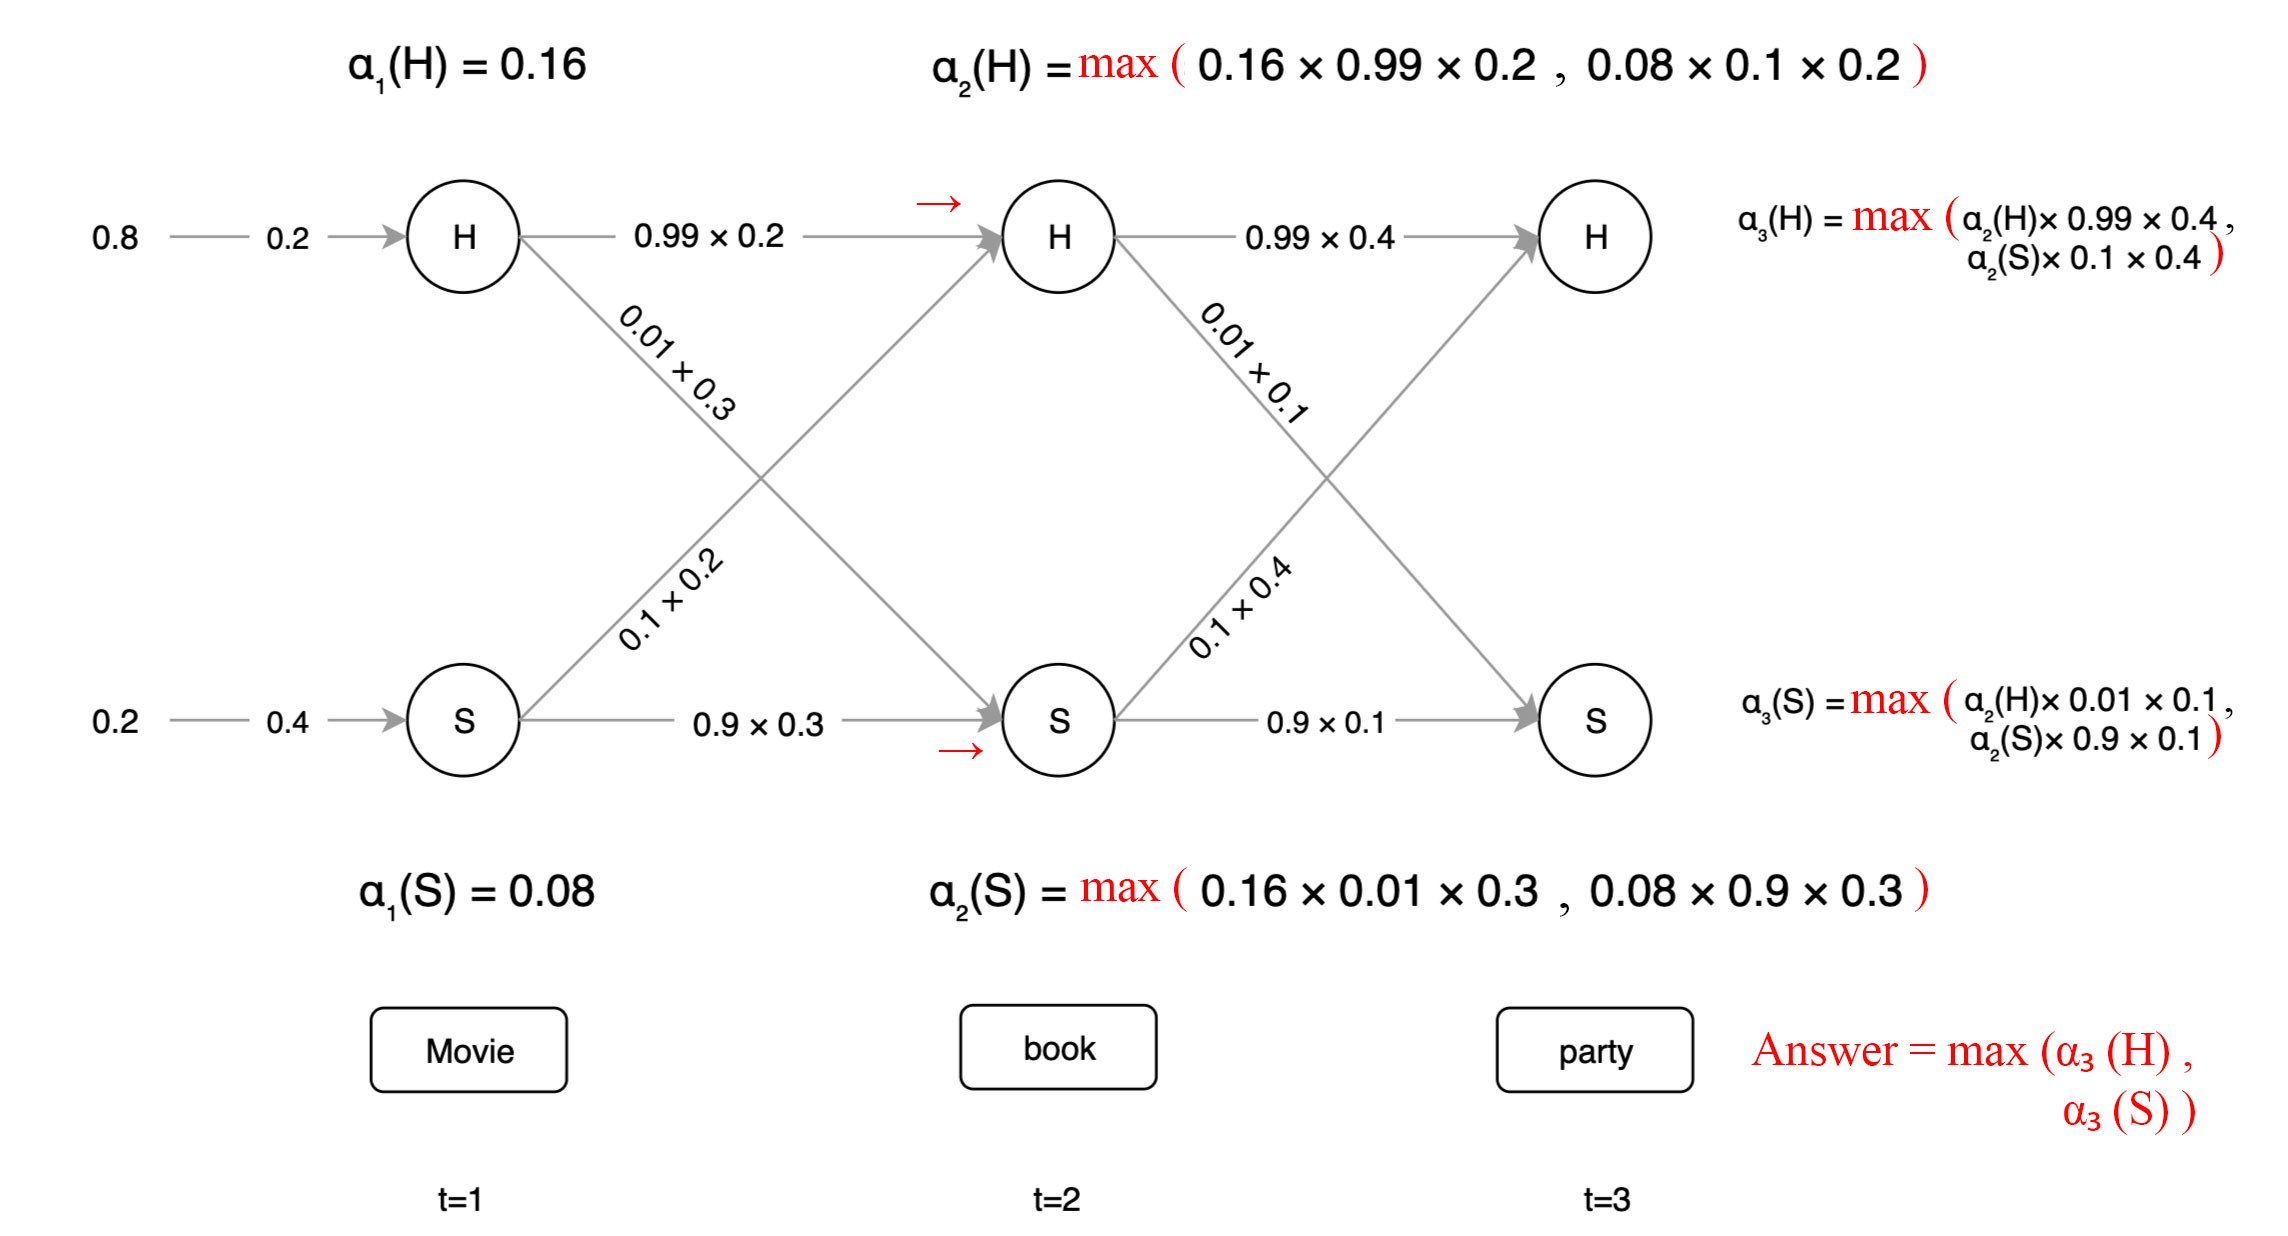 α₁(H) = 0.16
α₂(H) = max ( 0.16 × 0.99 × 0.2 , 0.08 × 0.1 × 0.2 )
→
0.8
0.2
H
0.99 × 0.2
H
0.99 × 0.4
H
α₃(H) = max ( α₂(H)× 0.99 × 0.4 ,
α₂(S)× 0.1 × 0.4 )
0.01 × 0.3
0.01 × 0.1
0.1 × 0.2
0.1 × 0.4
0.2
0.4
S
0.9 × 0.3
S
0.9 × 0.1
S
α₃(S) = max ( α₂(H)× 0.01 × 0.1 ,
α₂(S)× 0.9 × 0.1 )
→
α₁(S) = 0.08
α₂(S) = max ( 0.16 × 0.01 × 0.3 , 0.08 × 0.9 × 0.3 )
Movie
book
party
Answer = max (α₃ (H) ,
α₃ (S) )
t=1
t=2
t=3